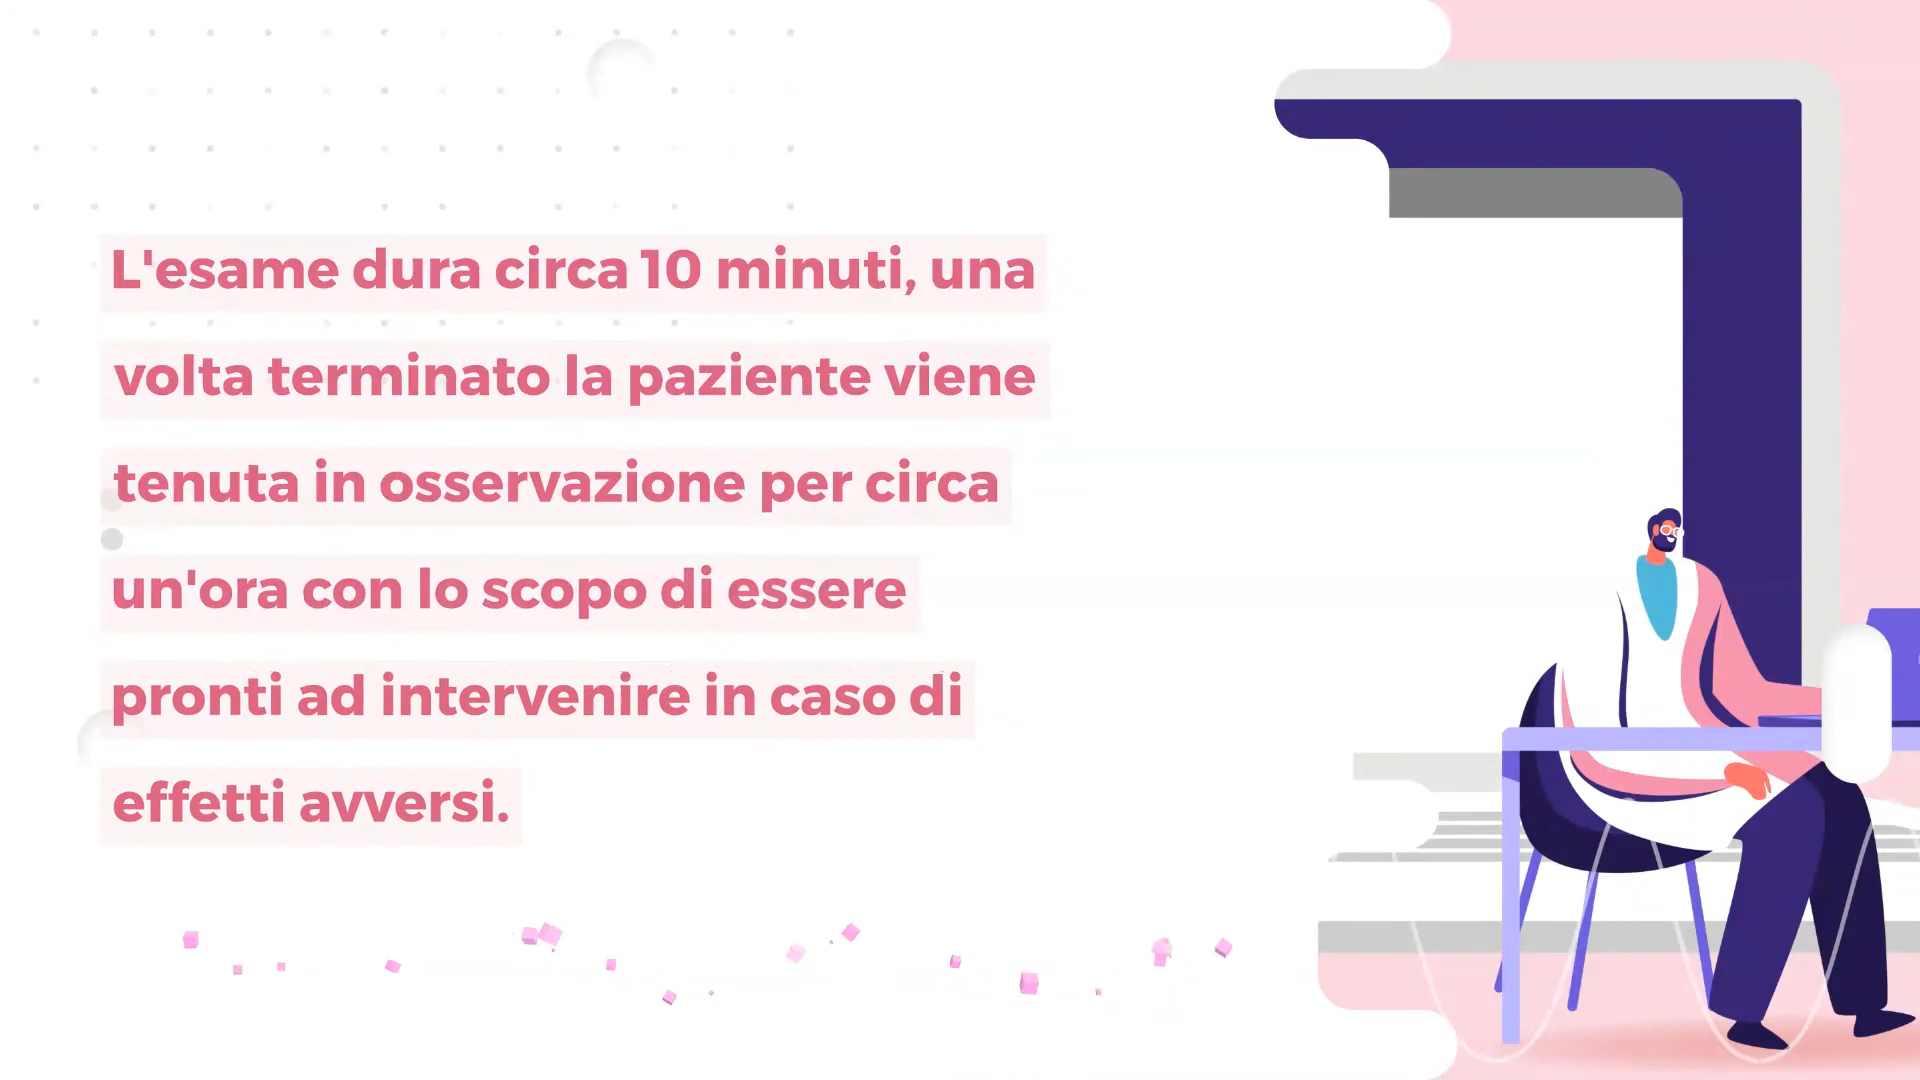 L'esame dura circa 10 minuti, una
volta terminato la paziente viene
tenuta in osservazione per circa
un'ora con lo scopo di essere
pronti ad intervenire in caso di
effetti avversi.